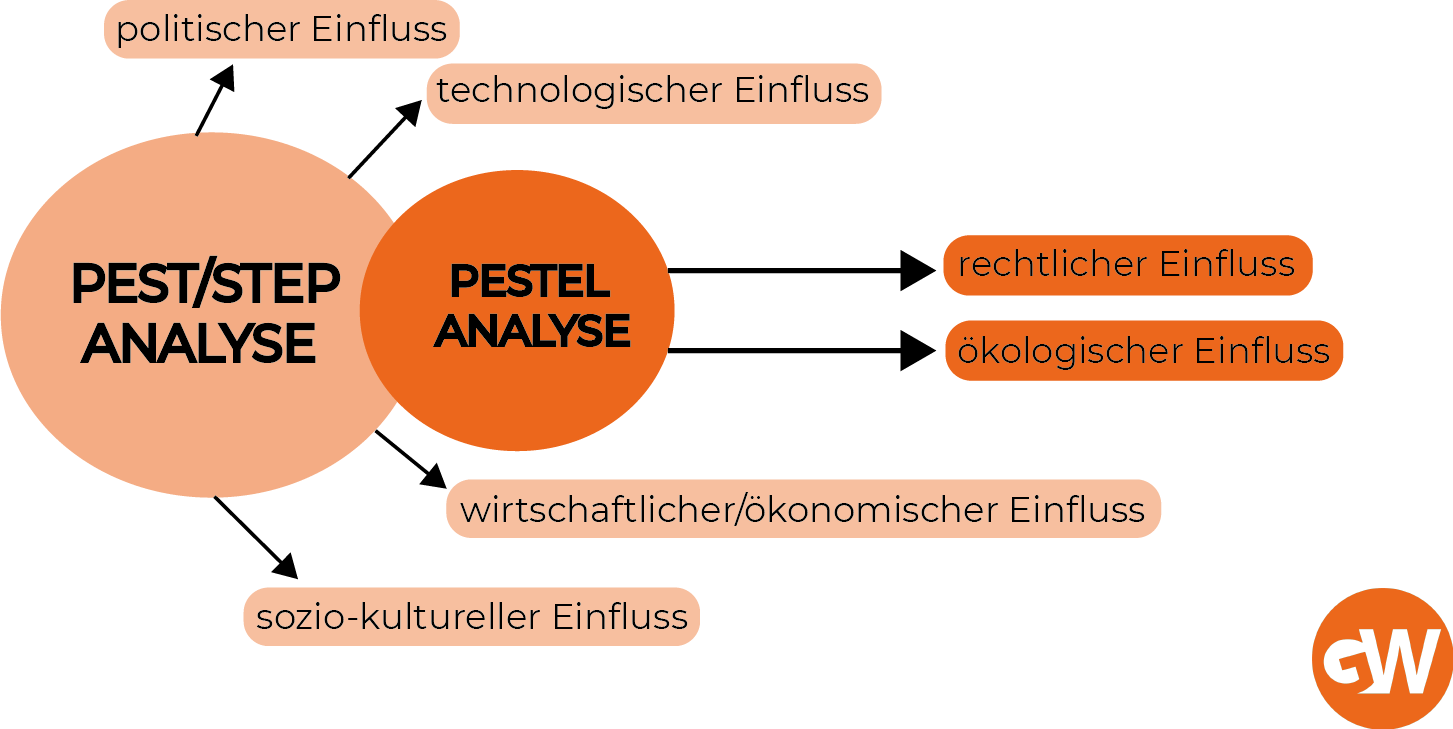 politischer Einfluss
technologischer Einfluss
PEST/STEP
ANALYSE
PESTEL
ANALYSE
rechtlicher Einfluss
ökologischer Einfluss
wirtschaftlicher/ökonomischer Einfluss
sozio-kultureller Einfluss
GW